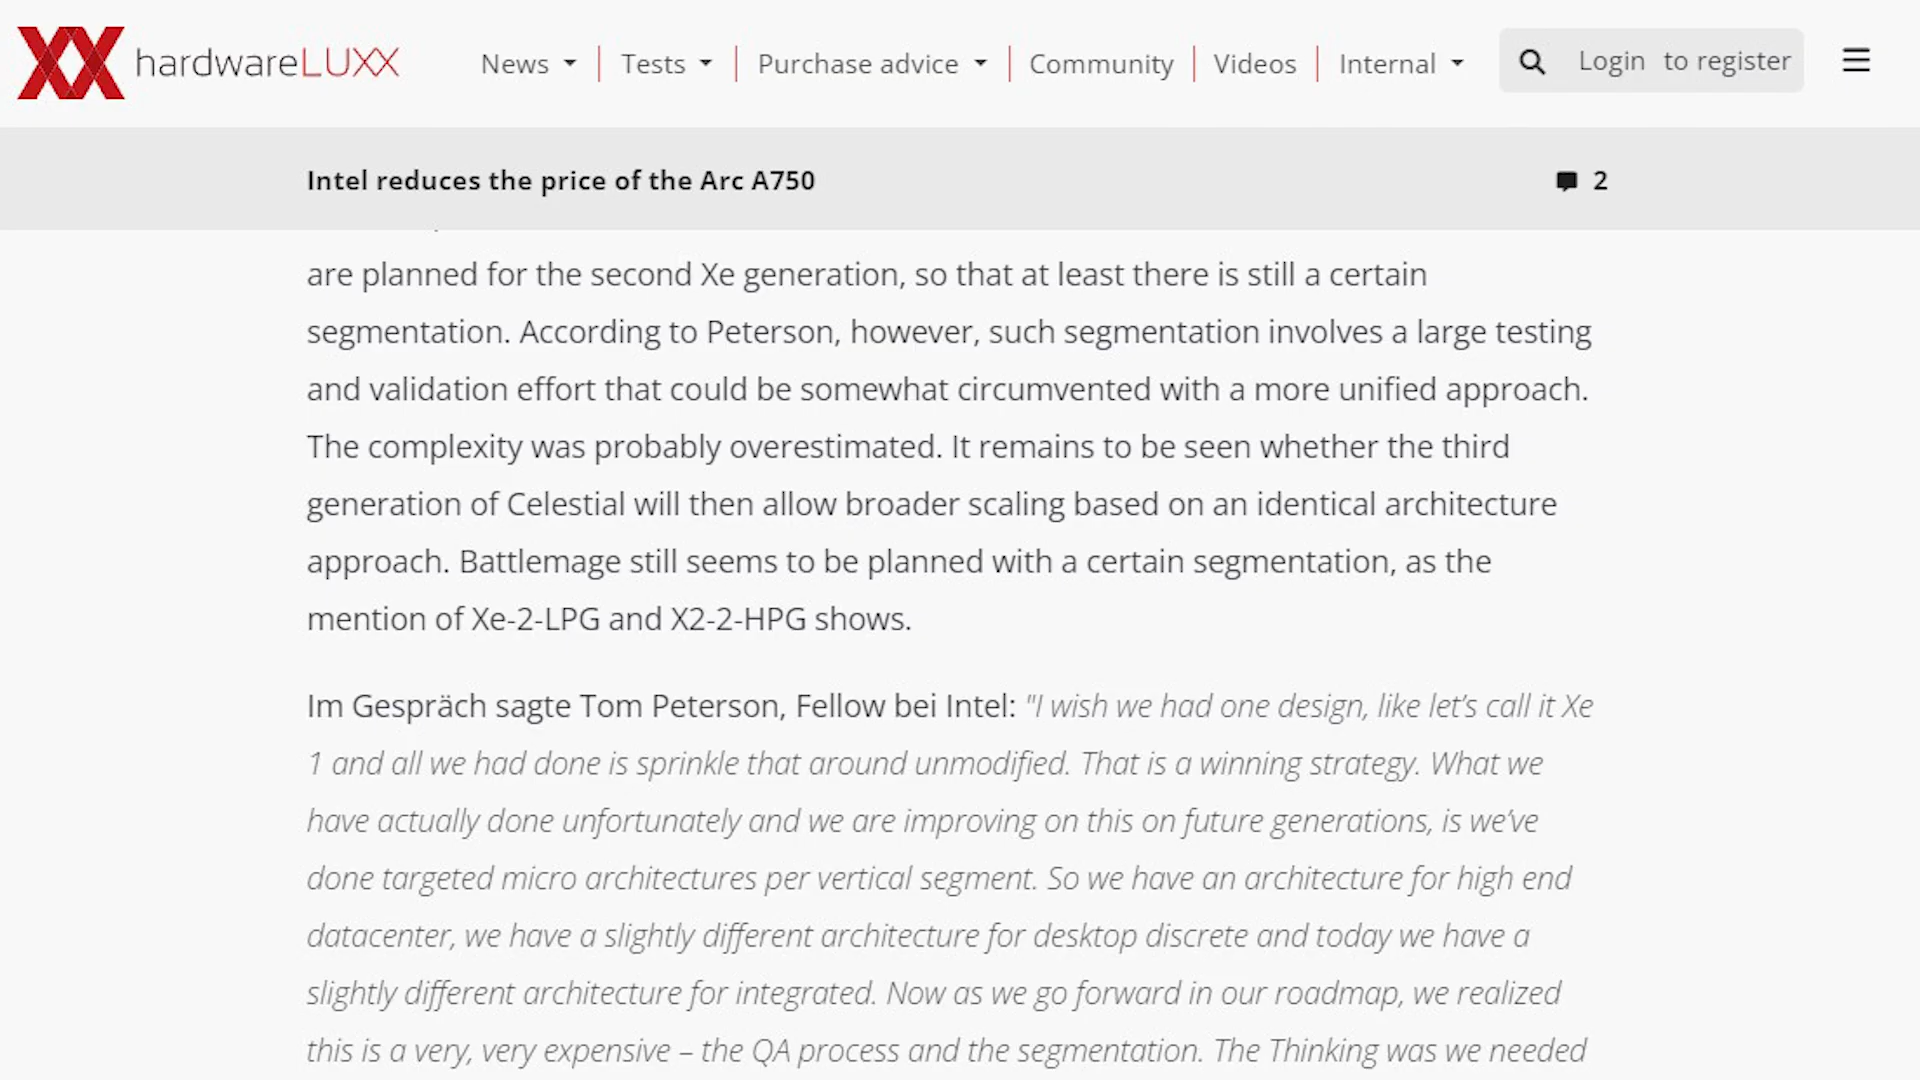 hardwareLUXX
News
Tests
Purchase advice
Community
Videos
Internal
Login to register
Intel reduces the price of the Arc A750
2
are planned for the second Xe generation, so that at least there is still a certain
segmentation. According to Peterson, however, such segmentation involves a large testing
and validation effort that could be somewhat circumvented with a more unified approach.
The complexity was probably overestimated. It remains to be seen whether the third
generation of Celestial will then allow broader scaling based on an identical architecture
approach. Battlemage still seems to be planned with a certain segmentation, as the
mention of Xe-2-LPG and X2-2-HPG shows.
Im Gespräch sagte Tom Peterson, Fellow bei Intel: "I wish we had one design, like let’s call it Xe
1 and all we had done is sprinkle that around unmodified. That is a winning strategy. What we
have actually done unfortunately and we are improving on this on future generations, is we’ve
done targeted micro architectures per vertical segment. So we have an architecture for high end
datacenter, we have a slightly different architecture for desktop discrete and today we have a
slightly different architecture for integrated. Now as we go forward in our roadmap, we realized
this is a very, very expensive – the QA process and the segmentation. The Thinking was we needed